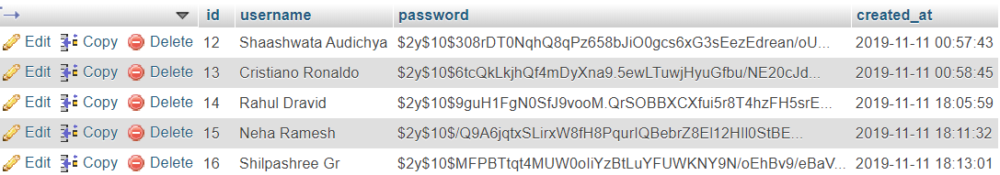 id username password created_at
Edit Copy Delete 12 Shaashwata Audichya $2y$10$308rDT0NqhQ8qPz658bJiO0gcs6xG3sEezEdrean/oU... 2019-11-11 00:57:43
Edit Copy Delete 13 Cristiano Ronaldo $2y$10$6tcQkLkjhQf4mDyXna9.5ewLTuwjHyuGfbu/NE20cJd... 2019-11-11 00:58:45
Edit Copy Delete 14 Rahul Dravid $2y$10$9guH1FgN0SfJ9vooM.QrSOBBXCXfui5r8T4hzFH5srE... 2019-11-11 18:05:59
Edit Copy Delete 15 Neha Ramesh $2y$10$/Q9A6jqtxSLirxW8fH8PqurIQBebrZ8El12HIl0StBE... 2019-11-11 18:11:32
Edit Copy Delete 16 Shilpashree Gr $2y$10$MFPBTtqt4MUW0oliYzBtLuYFUWKNY9N/oEhBv9/eBaV... 2019-11-11 18:13:01